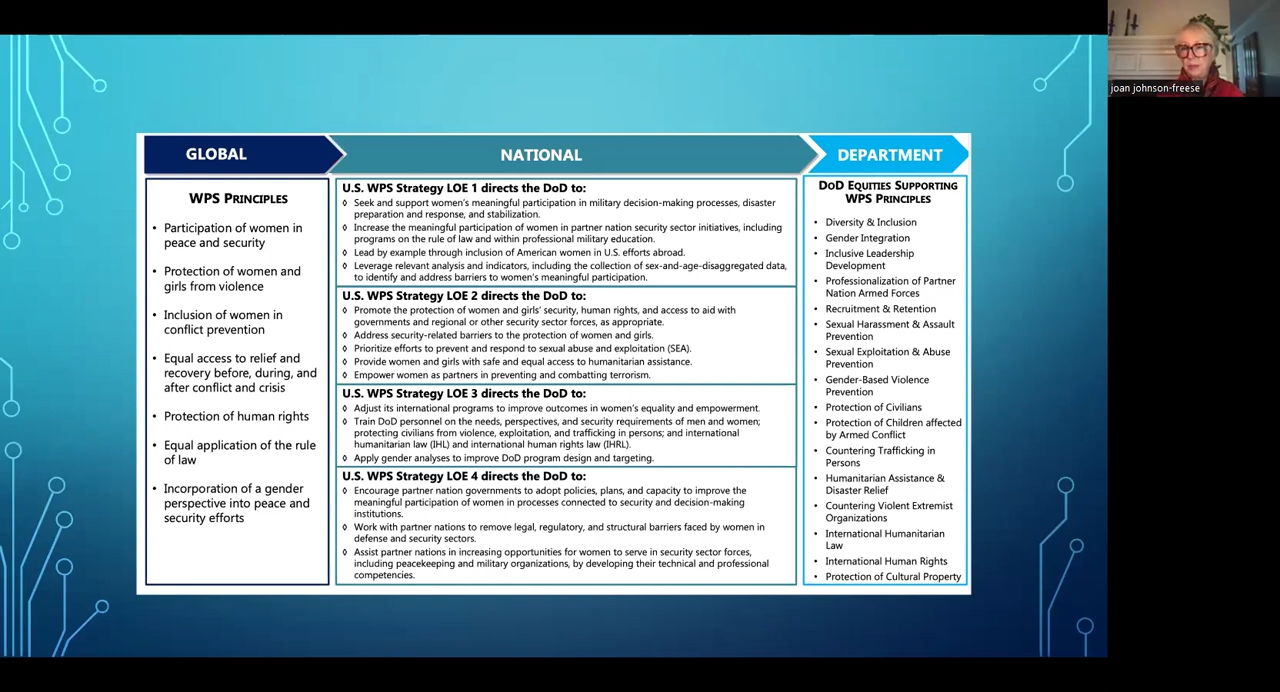 joan johnson-freese
GLOBAL
NATIONAL
DEPARTMENT
WPS PRINCIPLES
• Participation of women in
peace and security
• Protection of women and
girls from violence
• Inclusion of women in
conflict prevention
• Equal access to relief and
recovery before, during, and
after conflict and crisis
• Protection of human rights
• Equal application of the rule
of law
• Incorporation of a gender
perspective into peace and
security efforts
U.S. WPS Strategy LOE 1 directs the DoD to:
◊ Seek and support women's meaningful participation in military decision-making processes, disaster
preparation and response, and stabilization.
◊ Increase the meaningful participation of women in partner nation security sector initiatives, including
programs on the rule of law and within professional military education.
◊ Lead by example through inclusion of American women in U.S. efforts abroad.
◊ Leverage relevant analysis and indicators, including the collection of sex-and-age-disaggregated data,
to identify and address barriers to women's meaningful participation.
U.S. WPS Strategy LOE 2 directs the DoD to:
◊ Promote the protection of women and girls' security, human rights, and access to aid with
governments and regional or other security sector forces, as appropriate.
◊ Address security-related barriers to the protection of women and girls.
◊ Prioritize efforts to prevent and respond to sexual abuse and exploitation (SEA).
◊ Provide women and girls with safe and equal access to humanitarian assistance.
◊ Empower women as partners in preventing and combatting terrorism.
U.S. WPS Strategy LOE 3 directs the DoD to:
◊ Adjust its international programs to improve outcomes in women's equality and empowerment.
◊ Train DoD personnel on the needs, perspectives, and security requirements of men and women;
protecting civilians from violence, exploitation, and trafficking in persons; and international
humanitarian law (IHL) and international human rights law (IHRL).
◊ Apply gender analyses to improve DoD program design and targeting.
U.S. WPS Strategy LOE 4 directs the DoD to:
◊ Encourage partner nation governments to adopt policies, plans, and capacity to improve the
meaningful participation of women in processes connected to security and decision-making
institutions.
◊ Work with partner nations to remove legal, regulatory, and structural barriers faced by women in
defense and security sectors.
◊ Assist partner nations in increasing opportunities for women to serve in security sector forces,
including peacekeeping and military organizations, by developing their technical and professional
competencies.
DOD EQUITIES SUPPORTING
WPS PRINCIPLES
• Diversity & Inclusion
• Gender Integration
• Inclusive Leadership
Development
• Professionalization of Partner
Nation Armed Forces
• Recruitment & Retention
• Sexual Harassment & Assault
Prevention
• Sexual Exploitation & Abuse
Prevention
• Gender-Based Violence
Prevention
• Protection of Civilians
• Protection of Children affected
by Armed Conflict
• Countering Trafficking in
Persons
• Humanitarian Assistance &
Disaster Relief
• Countering Violent Extremist
Organizations
• International Humanitarian
Law
• International Human Rights
• Protection of Cultural Property